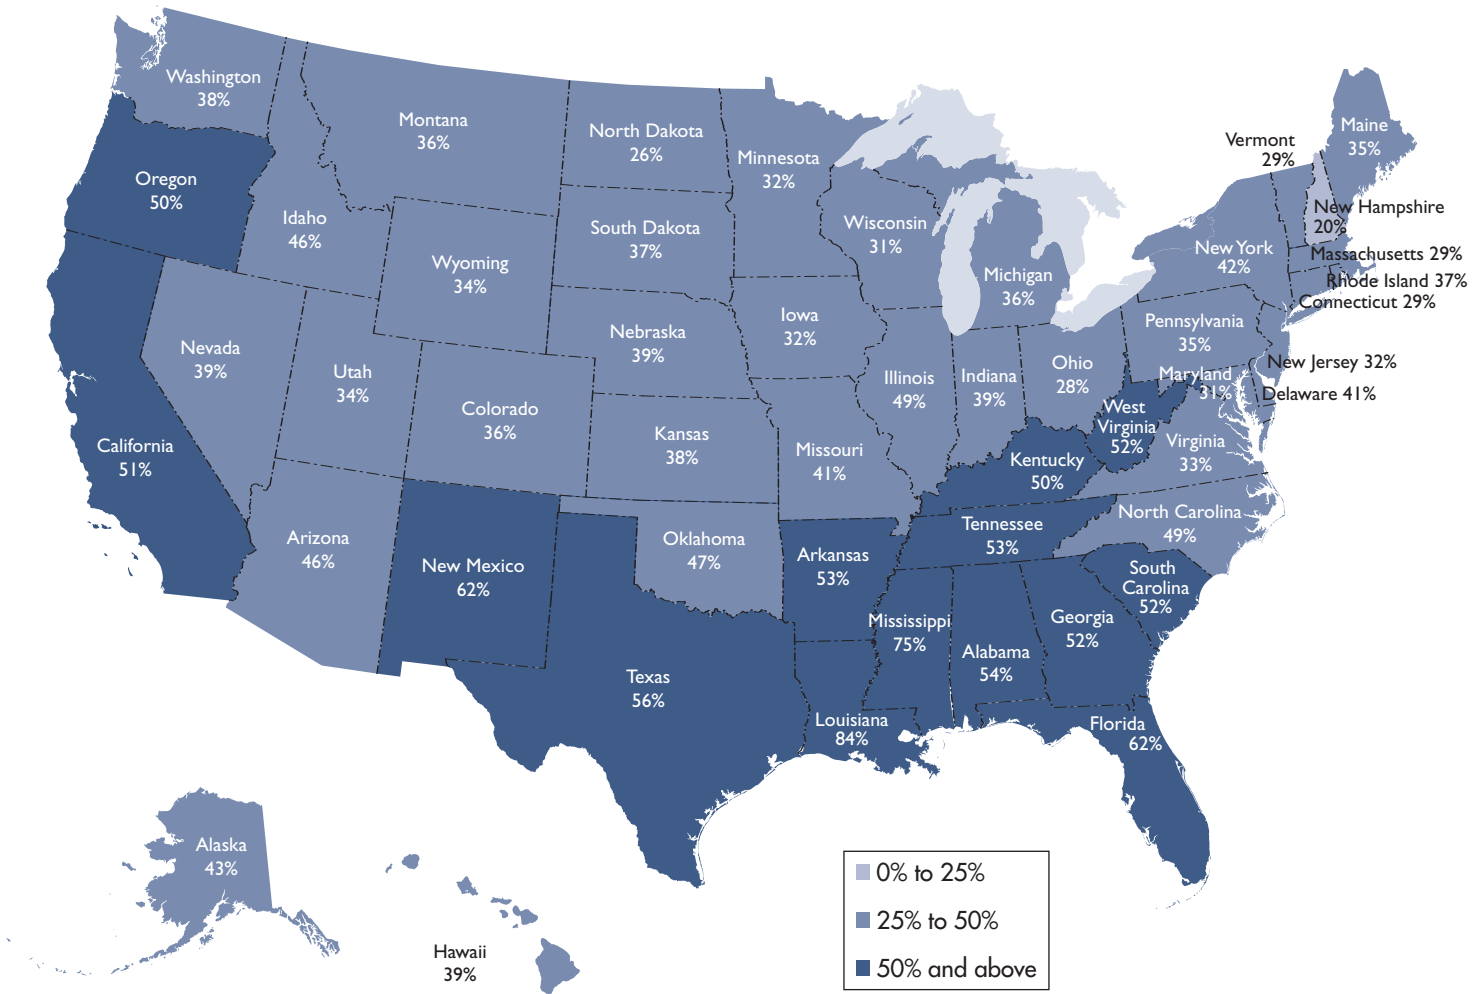 Washington
38%
Oregon
50%
California
51%
Idaho
46%
Nevada
39%
Montana
36%
Wyoming
34%
Utah
34%
Arizona
46%
Colorado
36%
New Mexico
62%
North Dakota
26%
South Dakota
37%
Nebraska
39%
Kansas
38%
Oklahoma
47%
Texas
56%
Minnesota
32%
Iowa
32%
Missouri
41%
Arkansas
53%
Louisiana
84%
Wisconsin
31%
Illinois
49%
Michigan
36%
Indiana
39%
Ohio
28%
Kentucky
50%
Tennessee
53%
Mississippi
75%
Alabama
54%
Georgia
52%
Florida
62%
South
Carolina
52%
North Carolina
49%
Virginia
33%
West
Virginia
52%
Maryland
31%
Delaware 41%
New Jersey 32%
Pennsylvania
35%
New York
42%
Connecticut 29%
Rhode Island 37%
Massachusetts 29%
New Hampshire
20%
Vermont
29%
Maine
35%
Alaska
43%
Hawaii
39%
0% to 25%
25% to 50%
50% and above